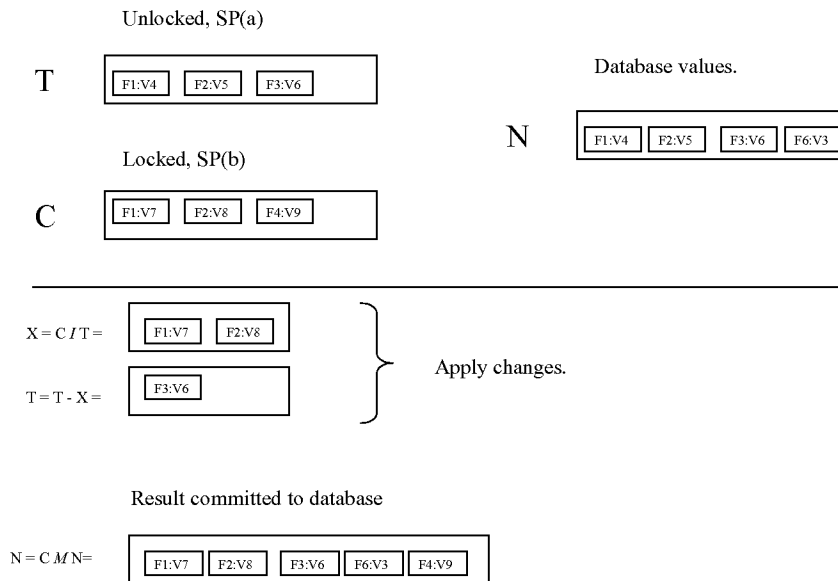 Unlocked, SP(a)
T
F1:V4 F2:V5 F3:V6
Database values.
N
F1:V4 F2:V5 F3:V6 F6:V3
Locked, SP(b)
C
F1:V7 F2:V8 F4:V9
X = C I T =
F1:V7 F2:V8
T = T - X =
F3:V6
Apply changes.
Result committed to database
N = C M N=
F1:V7 F2:V8 F3:V6 F6:V3 F4:V9